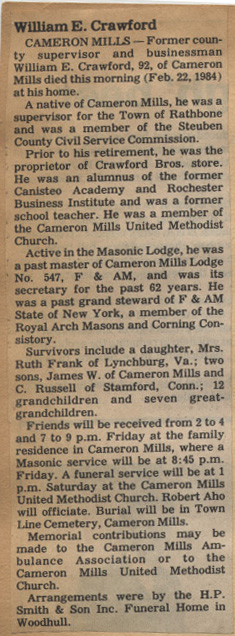 William E. Crawford
CAMERON MILLS — Former coun-
ty supervisor and businessman
William E. Crawford, 92, of Cameron
Mills died this morning (Feb. 22, 1984)
at his home.
A native of Cameron Mills, he was a
supervisor for the Town of Rathbone
and was a member of the Steuben
County Civil Service Commission.
Prior to his retirement, he was the
proprietor of Crawford Bros. store.
He was an alumnus of the former
Canisteo Academy and Rochester
Business Institute and was a former
school teacher. He was a member of
the Cameron Mills United Methodist
Church.
Active in the Masonic Lodge, he was
a past master of Cameron Mills Lodge
No. 547, F & AM, and was its
secretary for the past 62 years. He
was a past grand steward of F & AM
State of New York, a member of the
Royal Arch Masons and Corning Con-
sistory.
Survivors include a daughter, Mrs.
Ruth Frank of Lynchburg, Va.; two
sons, James W. of Cameron Mills and
C. Russell of Stamford, Conn.; 12
grandchildren and seven great-
grandchildren.
Friends will be received from 2 to 4
and 7 to 9 p.m. Friday at the family
residence in Cameron Mills, where a
Masonic service will be at 8:45 p.m.
Friday. A funeral service will be at 1
p.m. Saturday at the Cameron Mills
United Methodist Church. Robert Aho
will officiate. Burial will be in Town
Line Cemetery, Cameron Mills.
Memorial contributions may be
made to the Cameron Mills Am-
bulance Association or to the
Cameron Mills United Methodist
Church.
Arrangements were by the H.P.
Smith & Son Inc. Funeral Home in
Woodhull.